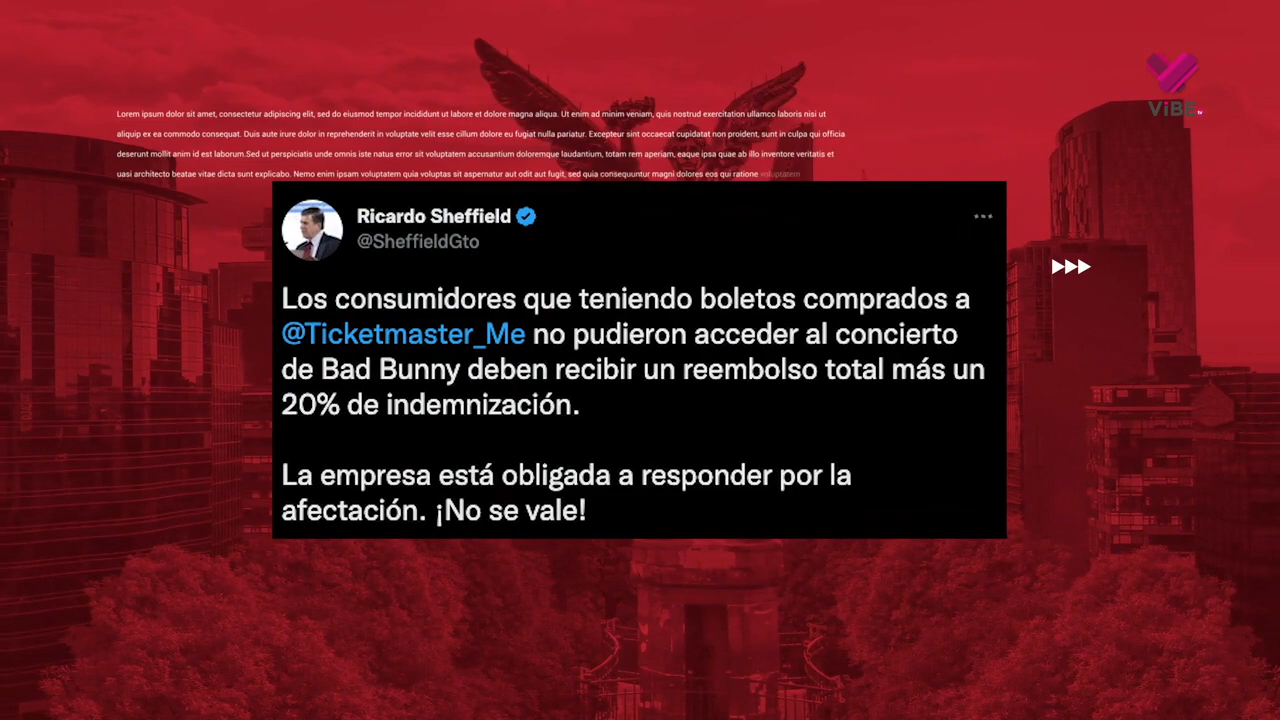 Lorem ipsum dolor sit amet, consectetur adipiscing elit, sed do eiusmod tempor incididunt ut labore et dolore magna aliqua. Ut enim ad minim veniam, quis nostrud exercitation ullamco laboris nisi ut
aliquip ex ea commodo consequat. Duis aute irure dolor in reprehenderit in voluptate velit esse cillum dolore eu fugiat nulla pariatur. Excepteur sint occaecat cupidatat non proident, sunt in culpa qui officia
deserunt mollit anim id est laborum.Sed ut perspiciatis unde omnis iste natus error sit voluptatem accusantium doloremque laudantium, totam rem aperiam, eaque ipsa quae ab illo inventore veritatis et
uasi architecto beatae vitae dicta sunt explicabo. Nemo enim ipsam voluptatem quia voluptas sit aspernatur aut odit aut fugit, sed quia consequuntur magni dolores eos qui ratione voluptatem
ViBE tv
Ricardo Sheffield
@SheffieldGto
Los consumidores que teniendo boletos comprados a
@Ticketmaster_Me no pudieron acceder al concierto
de Bad Bunny deben recibir un reembolso total más un
20% de indemnización.
La empresa está obligada a responder por la
afectación. ¡No se vale!